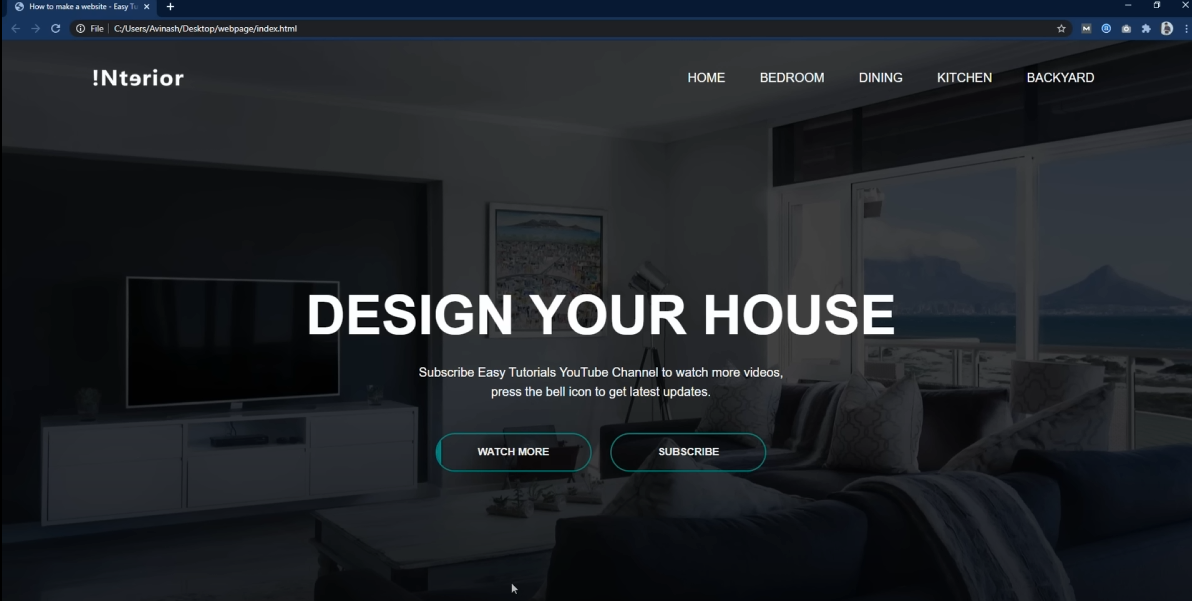 How to make a website - Easy Tu
File C:/Users/Avinash/Desktop/webpage/index.html
!Nterior HOME BEDROOM DINING KITCHEN BACKYARD
DESIGN YOUR HOUSE
Subscribe Easy Tutorials YouTube Channel to watch more videos,
press the bell icon to get latest updates.
WATCH MORE SUBSCRIBE